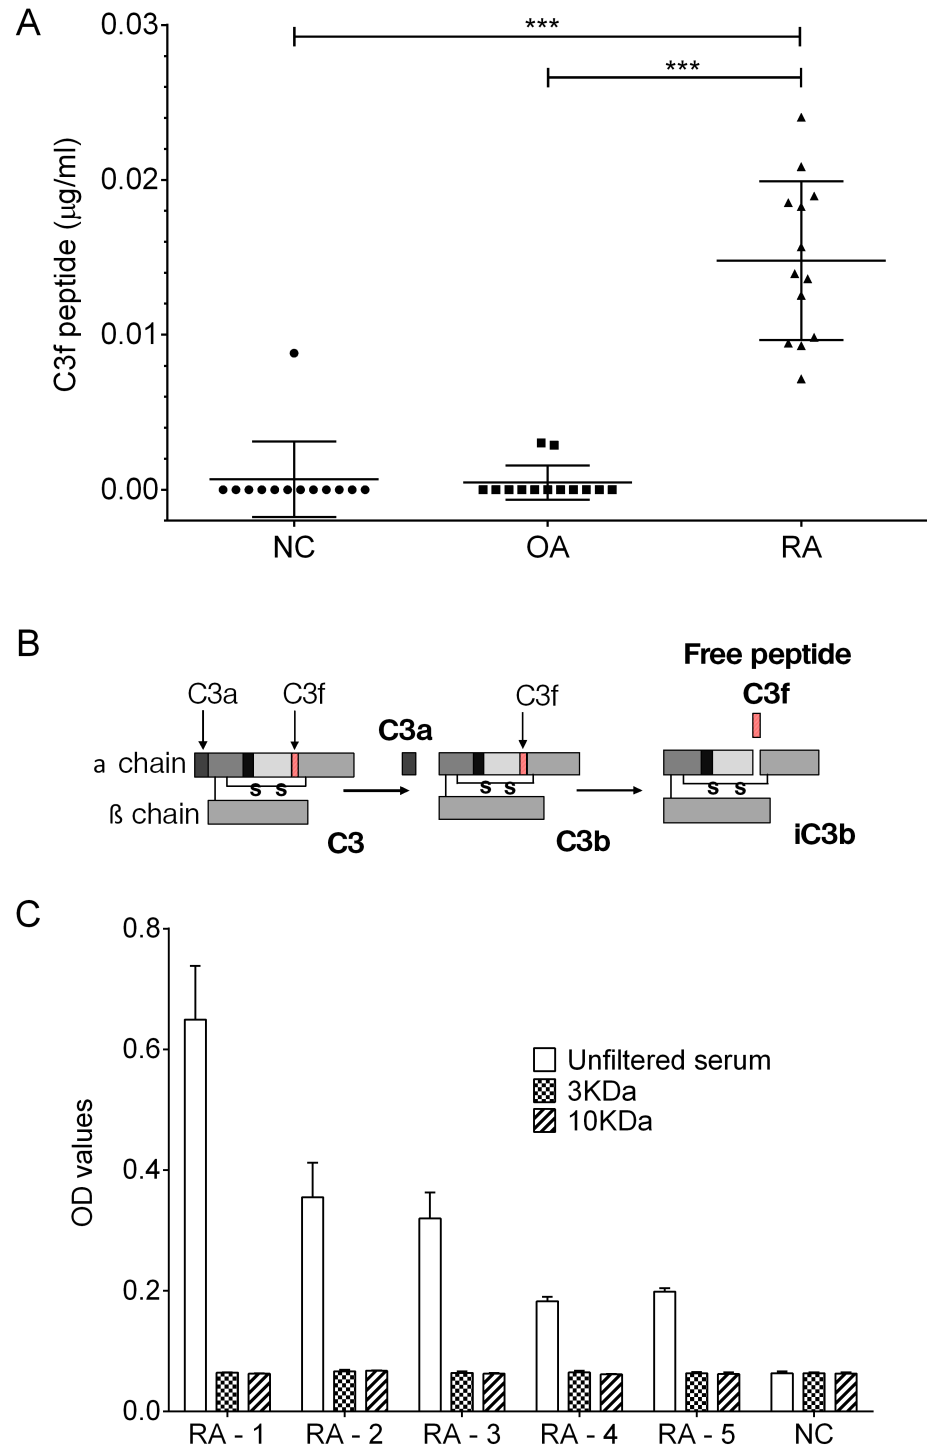 A
0.03
***
***
0.02
C3f peptide (μg/ml)
0.01
0.00
NC OA RA
B
Free peptide
C3a C3f C3f C3f
C3a
a chain
s s s s s s
ß chain
C3 C3b iC3b
C
0.8
0.6
Unfiltered serum
3KDa
10KDa
OD values
0.4
0.2
0.0
RA - 1 RA - 2 RA - 3 RA - 4 RA - 5 NC